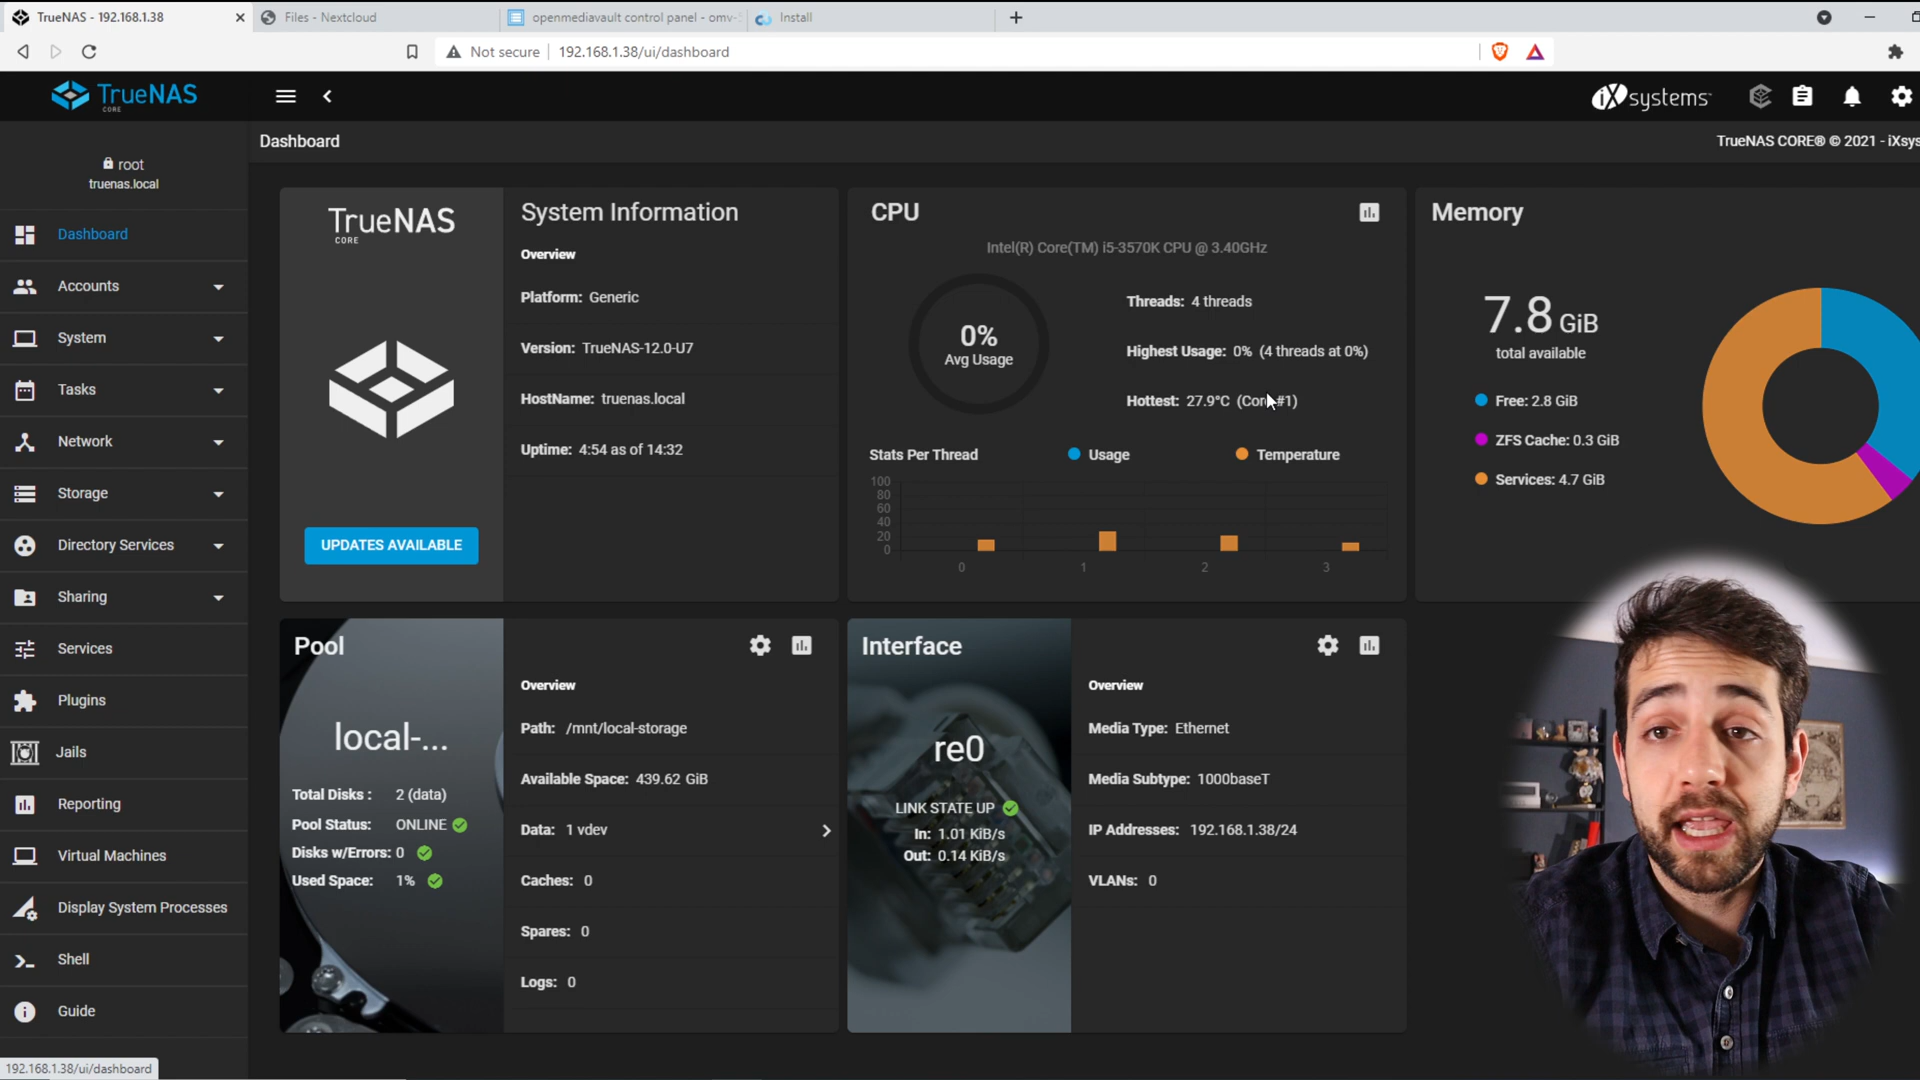 TrueNAS - 192.168.1.38
Files - Nextcloud
openmediavault control panel - omv-
Install
Not secure
192.168.1.38/ui/dashboard
TrueNAS
CORE
iXsystems
Dashboard
TrueNAS CORE® © 2021 - iXsys
root
truenas.local
Dashboard
Accounts
System
Tasks
Network
Storage
Directory Services
Sharing
Services
Plugins
Jails
Reporting
Virtual Machines
Display System Processes
Shell
Guide
192.168.1.38/ui/dashboard
TrueNAS
CORE
UPDATES AVAILABLE
System Information
Overview
Platform: Generic
Version: TrueNAS-12.0-U7
HostName: truenas.local
Uptime: 4:54 as of 14:32
CPU
Intel(R) Core(TM) i5-3570K CPU @ 3.40GHz
0%
Avg Usage
Threads: 4 threads
Highest Usage: 0% (4 threads at 0%)
Hottest: 27.9°C (Core #1)
Stats Per Thread
Usage
Temperature
100
80
60
40
20
0
0
1
2
3
Memory
7.8 GiB
total available
Free: 2.8 GiB
ZFS Cache: 0.3 GiB
Services: 4.7 GiB
Pool
local-...
Total Disks : 2 (data)
Pool Status: ONLINE
Disks w/Errors: 0
Used Space: 1%
Overview
Path: /mnt/local-storage
Available Space: 439.62 GiB
Data: 1 vdev
Caches: 0
Spares: 0
Logs: 0
Interface
re0
LINK STATE UP
In: 1.01 KiB/s
Out: 0.14 KiB/s
Overview
Media Type: Ethernet
Media Subtype: 1000baseT
IP Addresses: 192.168.1.38/24
VLANs: 0